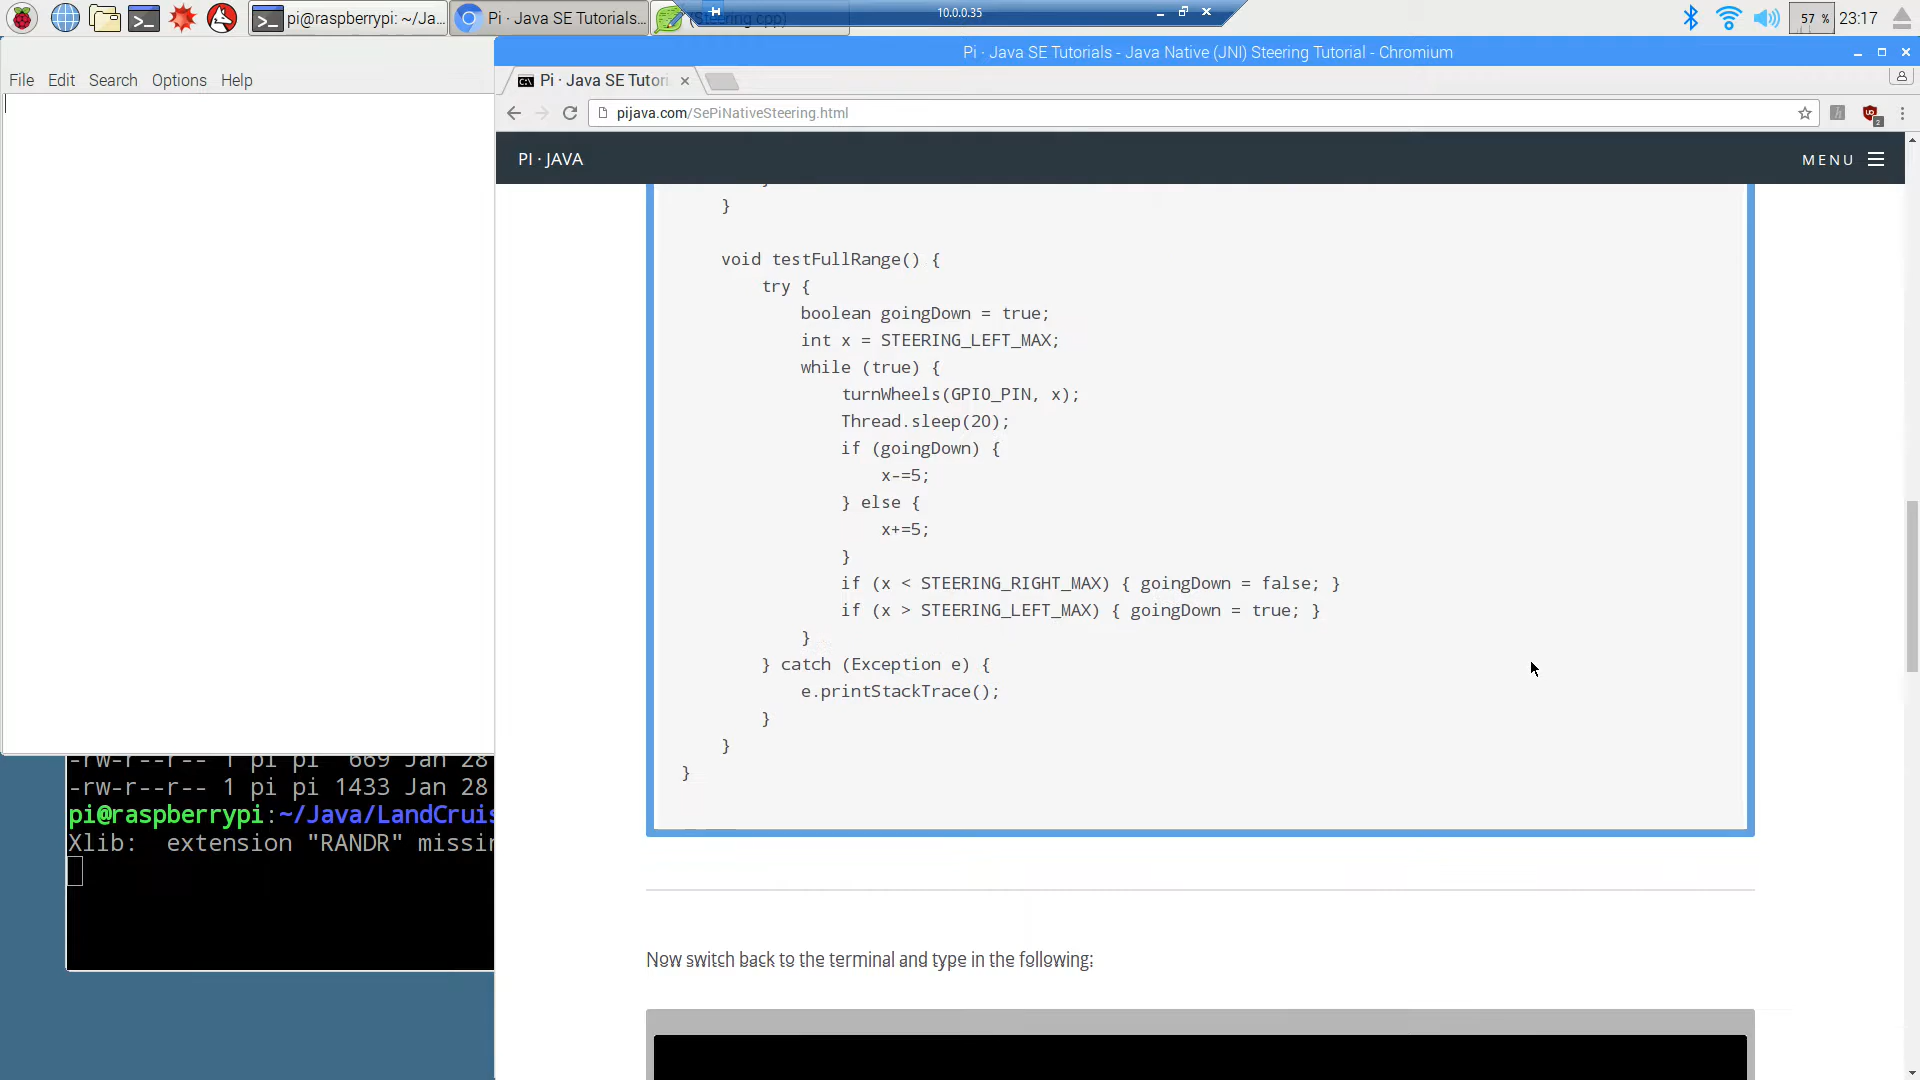 pi@raspberrypi: ~/Ja...
Pi · Java SE Tutorials...
(Steering.cpp)
10.0.0.35
57 %
23:17
Pi · Java SE Tutorials - Java Native (JNI) Steering Tutorial - Chromium
File Edit Search Options Help
Pi · Java SE Tutori
pijava.com/SePiNativeSteering.html
2
PI · JAVA
MENU
}
void testFullRange() {
try {
boolean goingDown = true;
int x = STEERING_LEFT_MAX;
while (true) {
turnWheels(GPIO_PIN, x);
Thread.sleep(20);
if (goingDown) {
x-=5;
} else {
x+=5;
}
if (x < STEERING_RIGHT_MAX) { goingDown = false; }
if (x > STEERING_LEFT_MAX) { goingDown = true; }
}
} catch (Exception e) {
e.printStackTrace();
}
}
}
Now switch back to the terminal and type in the following:
-rw-r--r-- 1 pi pi 669 Jan 28
-rw-r--r-- 1 pi pi 1433 Jan 28
pi@raspberrypi:~/Java/LandCruis
Xlib: extension "RANDR" missin